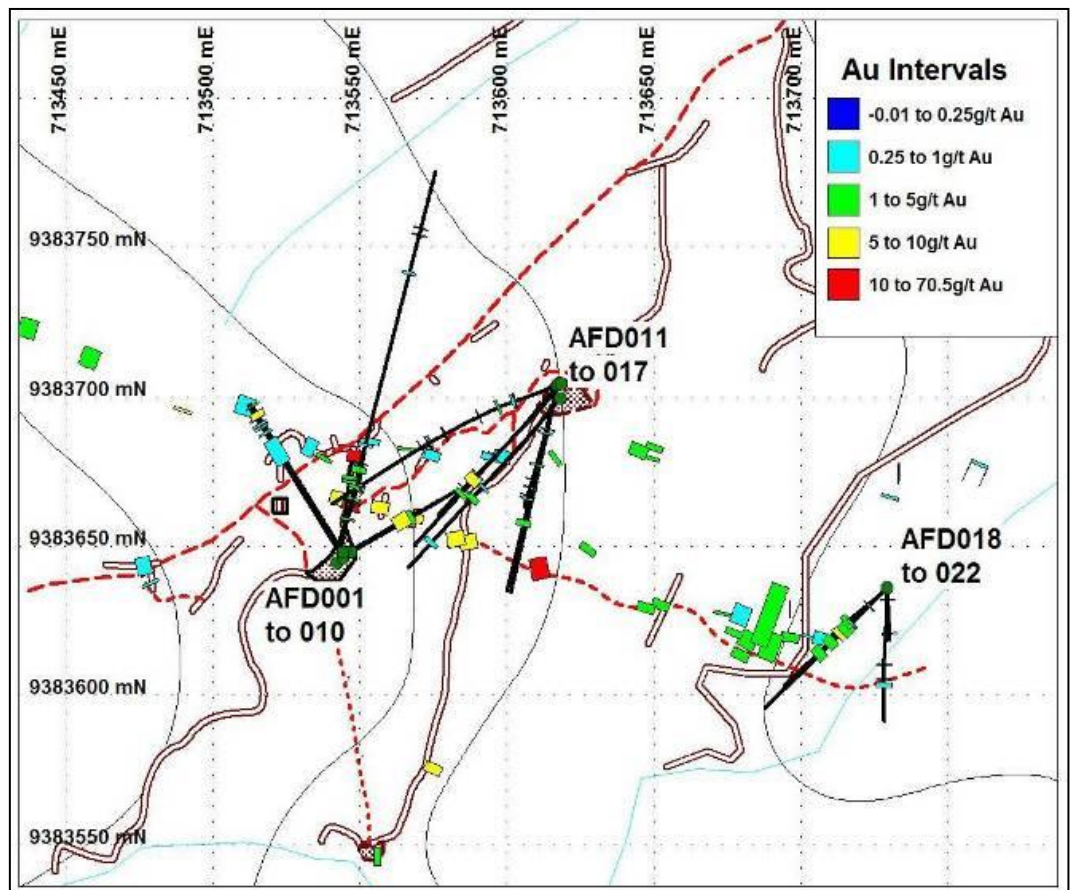 713450 mE
713500 mE
713550 mE
713600 mE
713650 mE
713700 mE
Au Intervals
-0.01 to 0.25g/t Au
0.25 to 1g/t Au
1 to 5g/t Au
5 to 10g/t Au
10 to 70.5g/t Au
9383750 mN
AFD011
to 017
9383700 mN
9383650 mN
AFD018
to 022
AFD001
to 010
9383600 mN
9383550 mN